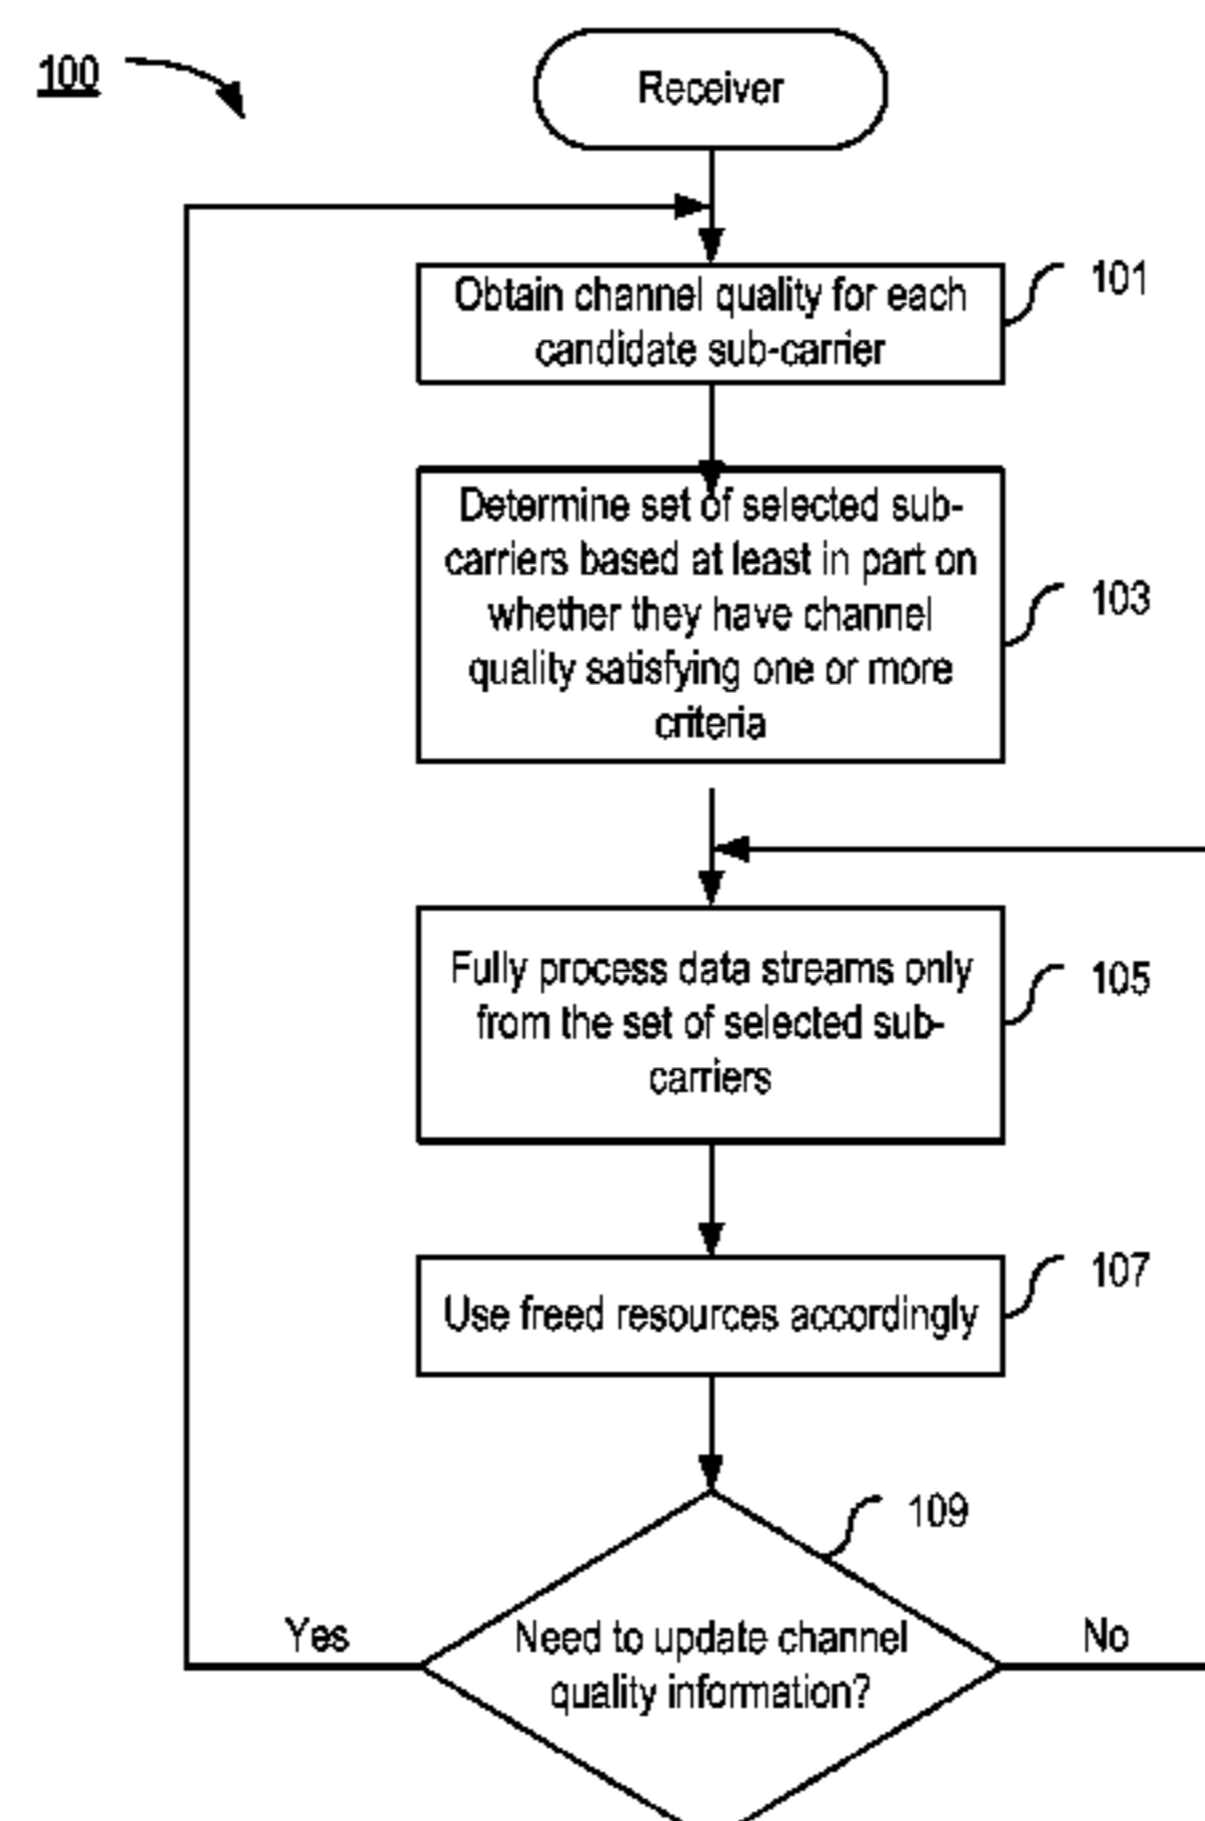 100
Receiver
Obtain channel quality for each
candidate sub-carrier
101
Determine set of selected sub-
carriers based at least in part on
whether they have channel
quality satisfying one or more
criteria
103
Fully process data streams only
from the set of selected sub-
carriers
105
Use freed resources accordingly
107
109
Yes
Need to update channel
quality information?
No